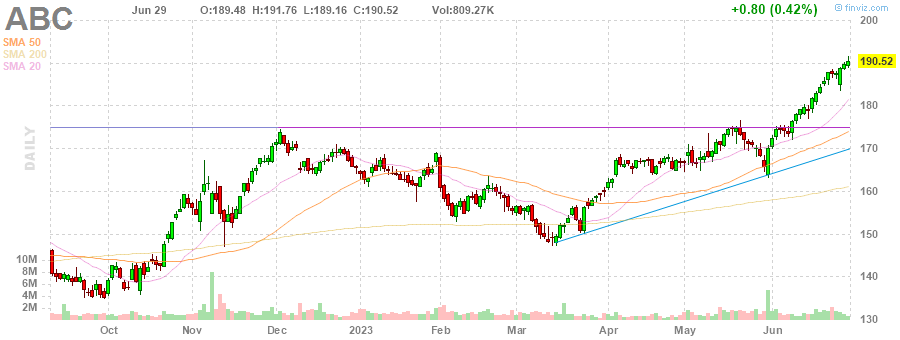 ABC Jun 29 O:189.48 H:191.76 L:189.16 C:190.52 Vol:809.27K +0.80 (0.42%) finviz.com
SMA 50
SMA 200
SMA 20
DAILY
200
190.52
180
170
160
150
140
130
10M
8M
6M
4M
2M
Oct Nov Dec 2023 Feb Mar Apr May Jun